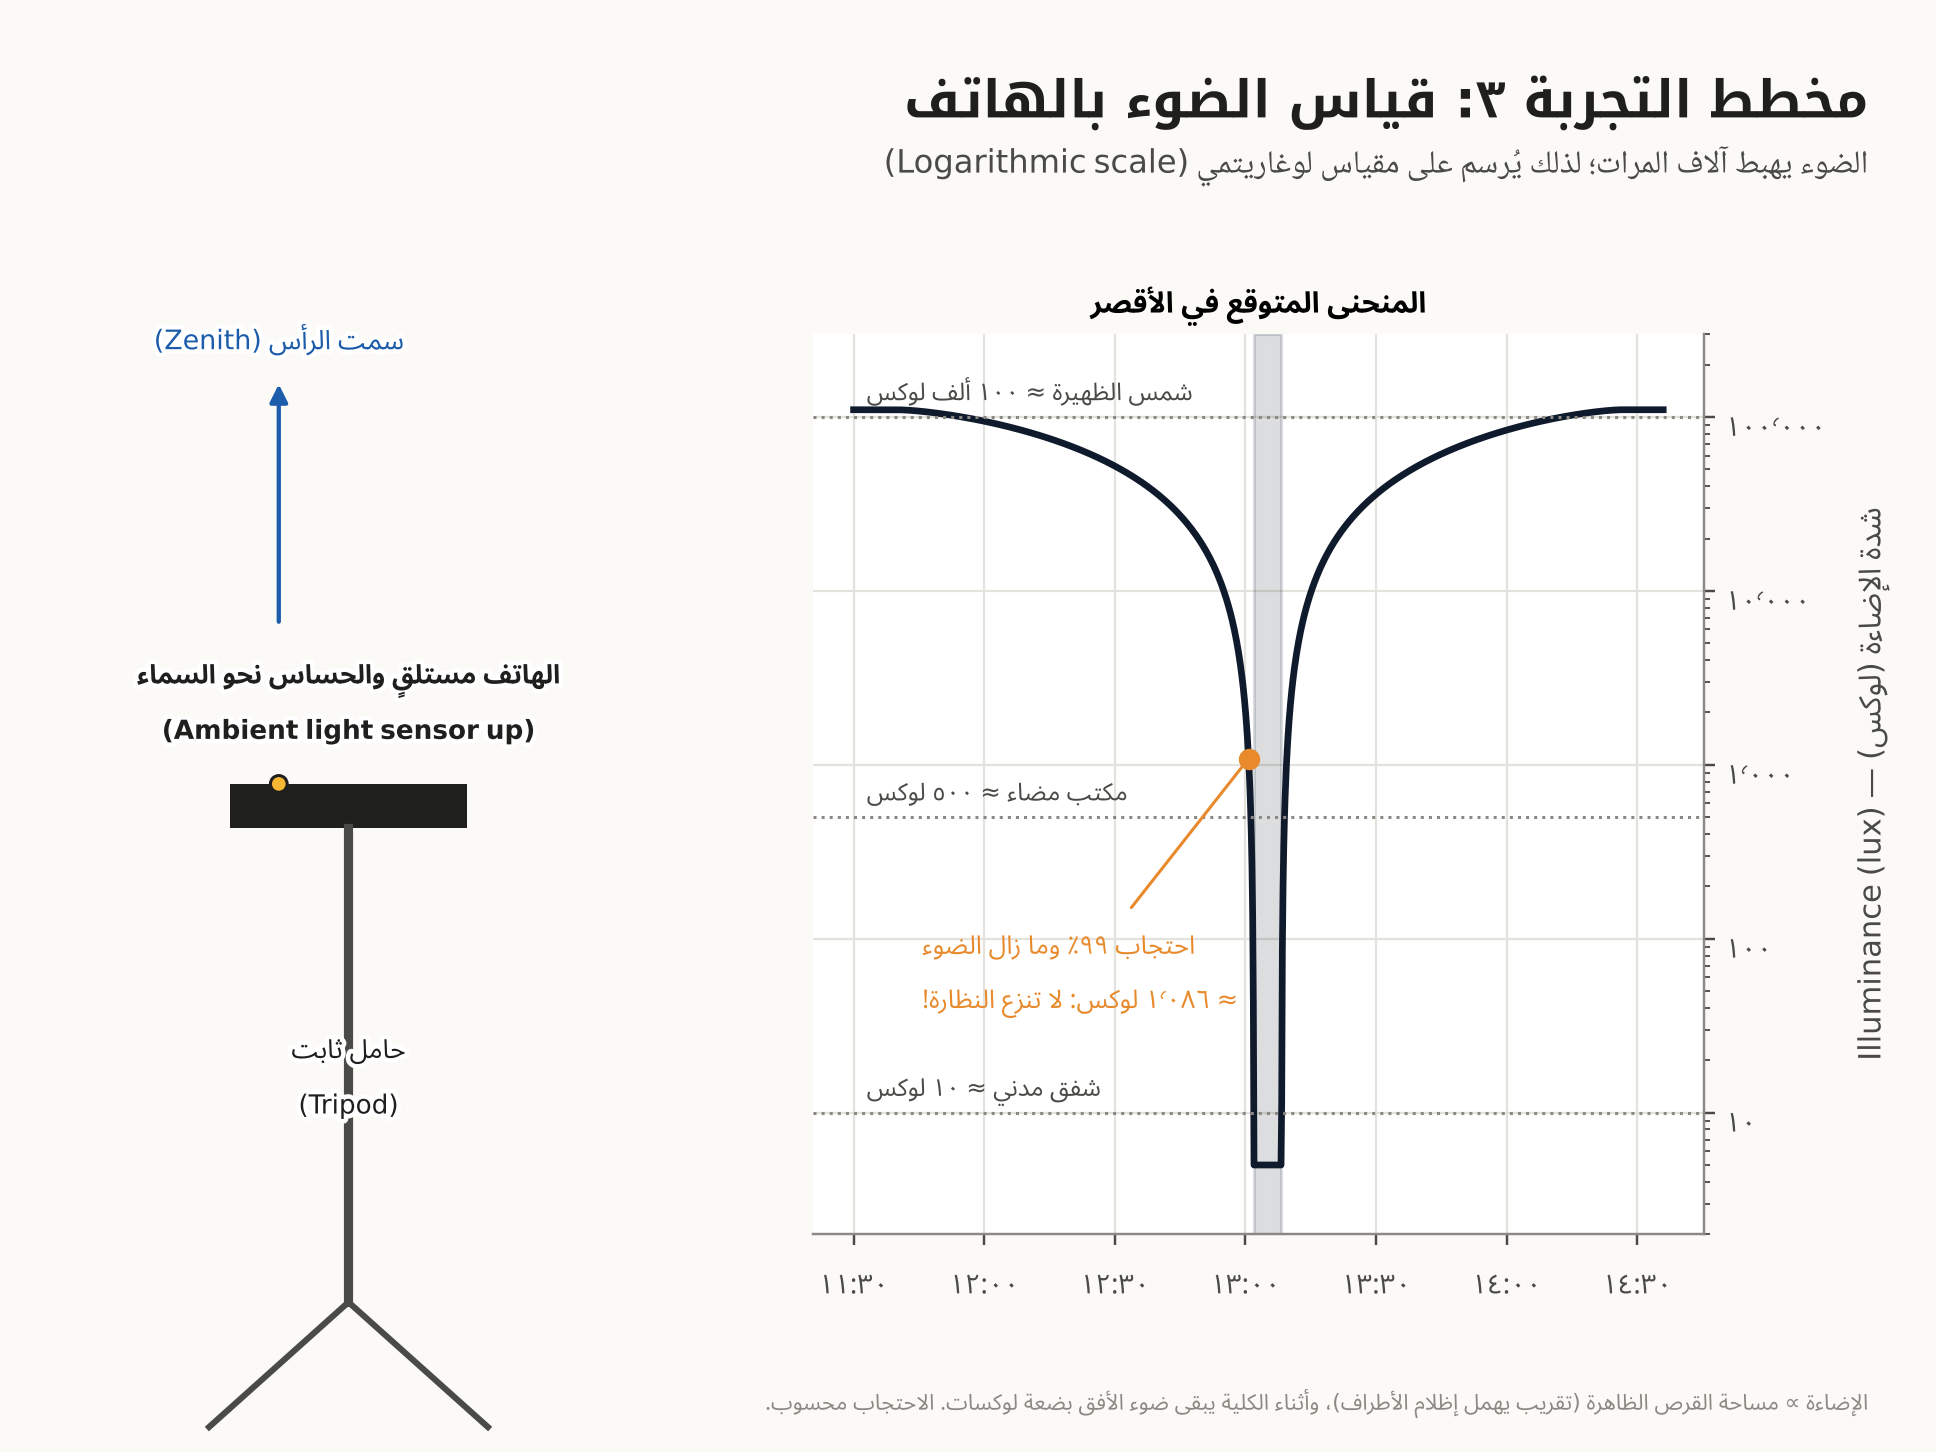 مخطط التجربة ٣: قياس الضوء بالهاتف
الضوء يهبط آلاف المرات؛ لذلك يُرسم على مقياس لوغاريتمي (Logarithmic scale)
المنحنى المتوقع في الأقصر
شمس الظهيرة ≈ ١٠٠ ألف لوكس
مكتب مضاء ≈ ٥٠٠ لوكس
احتجاب ٩٩٪ وما زال الضوء
≈ ١٬٠٨٦ لوكس: لا تنزع النظارة!
شفق مدني ≈ ١٠ لوكس
١٠٠٬٠٠٠
١٠٬٠٠٠
١٬٠٠٠
١٠٠
١٠
شدة الإضاءة (لوكس) — Illuminance (lux)
١١:٣٠
١٢:٠٠
١٢:٣٠
١٣:٠٠
١٣:٣٠
١٤:٠٠
١٤:٣٠
سمت الرأس (Zenith)
الهاتف مستلقٍ والحساس نحو السماء
(Ambient light sensor up)
حامل ثابت
(Tripod)
الإضاءة ∝ مساحة القرص الظاهرة (تقريب يهمل إظلام الأطراف)، وأثناء الكلية يبقى ضوء الأفق بضعة لوكسات. الاحتجاب محسوب.